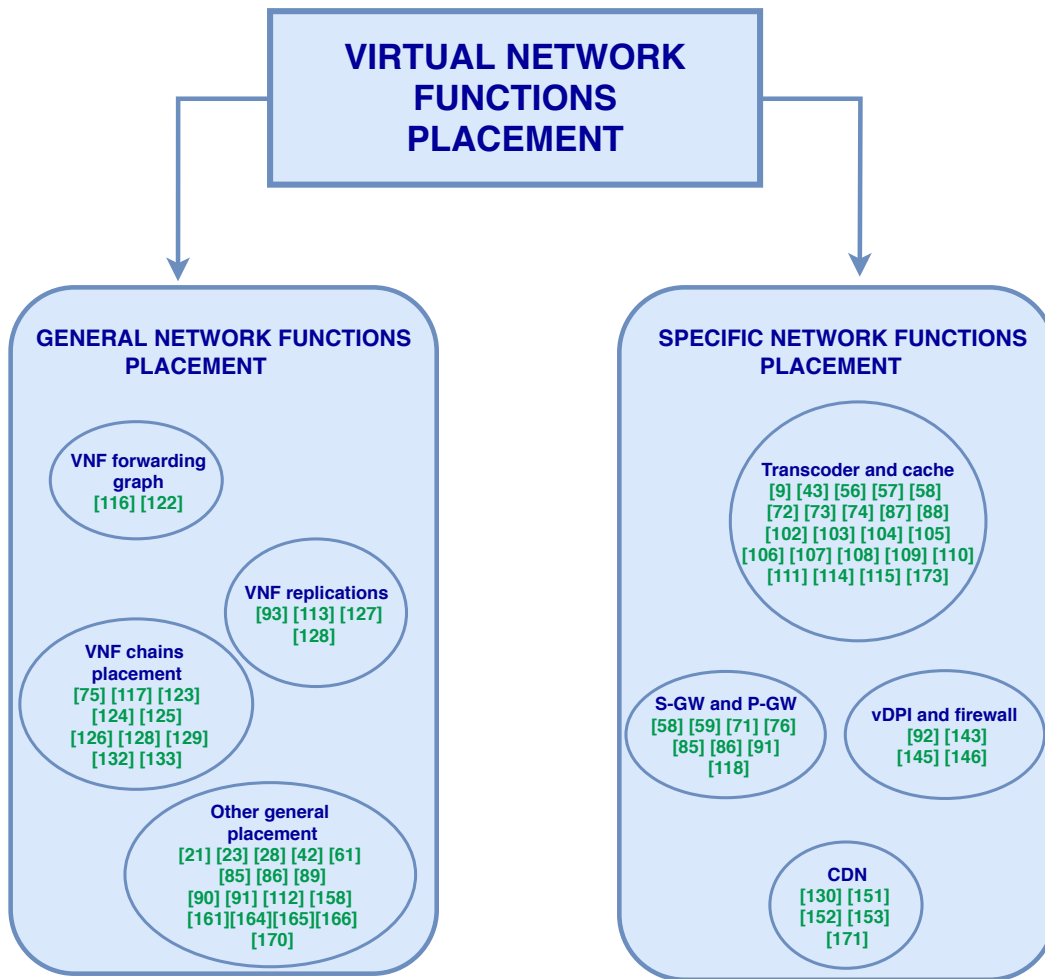 VIRTUAL NETWORK
FUNCTIONS
PLACEMENT
GENERAL NETWORK FUNCTIONS
PLACEMENT
VNF forwarding
graph
[116] [122]
VNF replications
[93] [113] [127]
[128]
VNF chains
placement
[75] [117] [123]
[124] [125]
[126] [128] [129]
[132] [133]
Other general
placement
[21] [23] [28] [42] [61]
[85] [86] [89]
[90] [91] [112] [158]
[161][164][165][166]
[170]
SPECIFIC NETWORK FUNCTIONS
PLACEMENT
Transcoder and cache
[9] [43] [56] [57] [58]
[72] [73] [74] [87] [88]
[102] [103] [104] [105]
[106] [107] [108] [109] [110]
[111] [114] [115] [173]
S-GW and P-GW
[58] [59] [71] [76]
[85] [86] [91]
[118]
vDPI and firewall
[92] [143]
[145] [146]
CDN
[130] [151]
[152] [153]
[171]